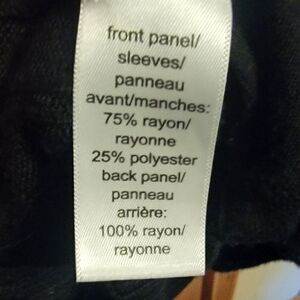 front panel/
sleeves/
panneau
avant/manches:
75% rayon/
rayonne
25% polyester
back panel/
panneau
arrière:
100% rayon/
rayonne